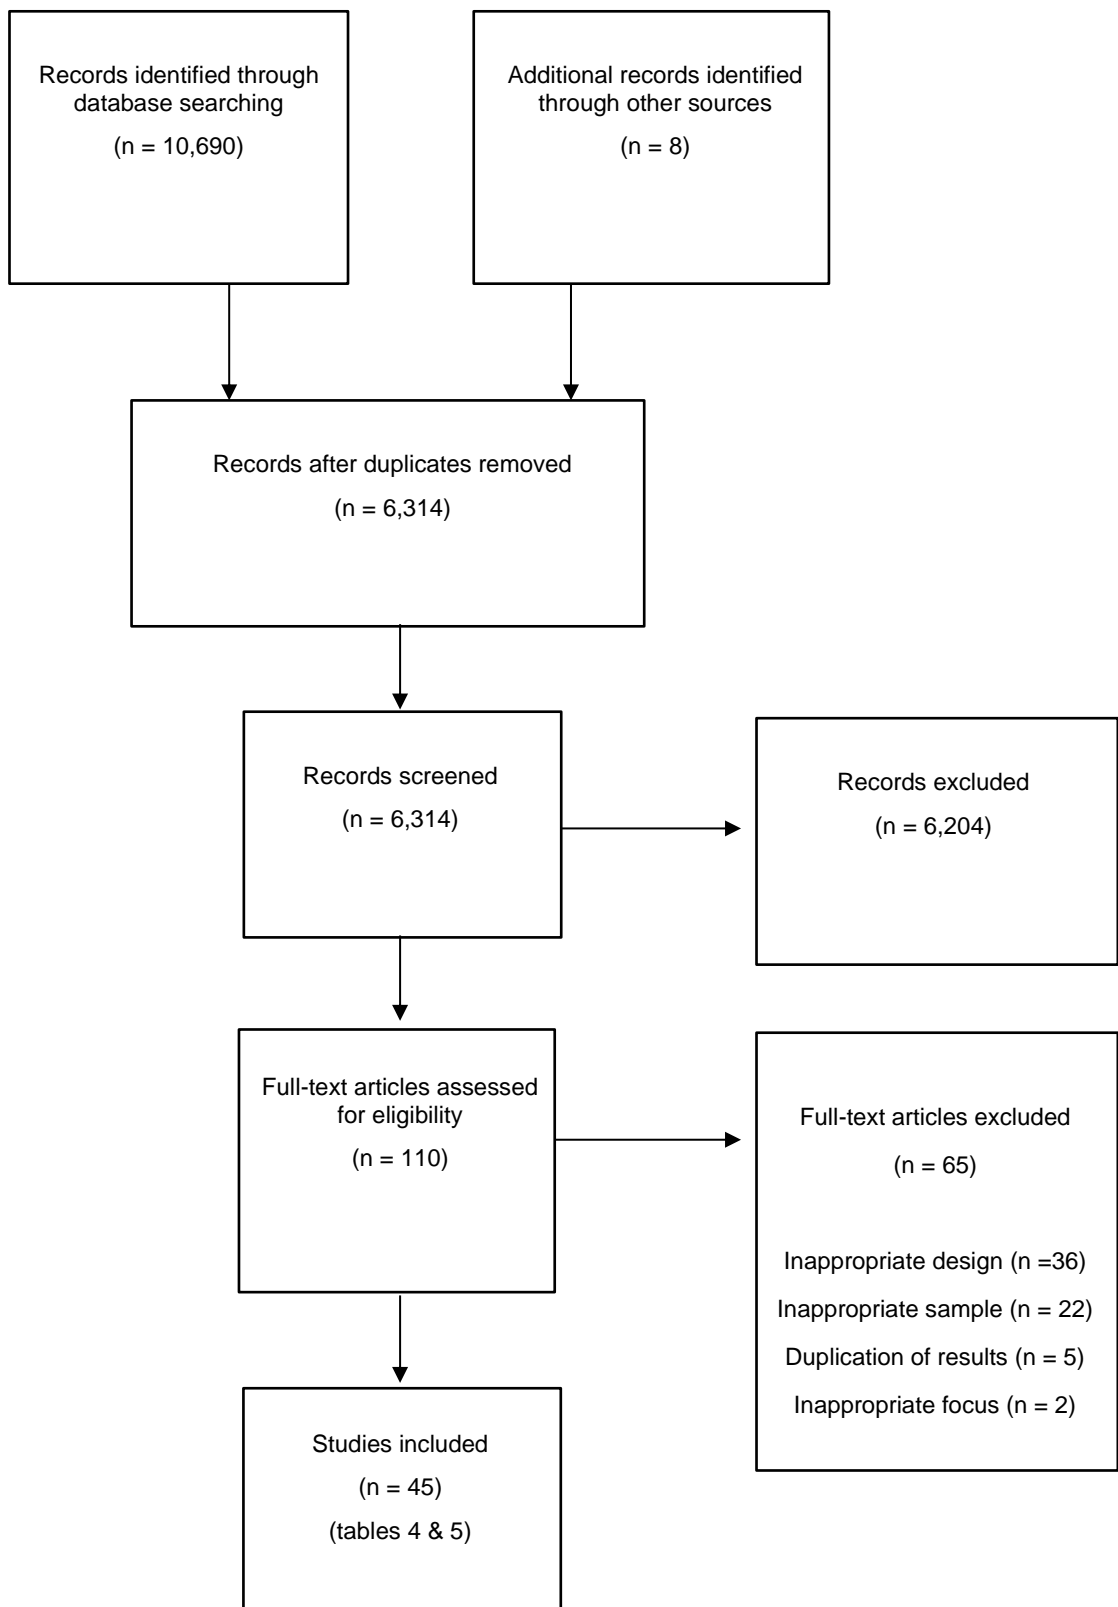 Records identified through
database searching
(n = 10,690)
Additional records identified
through other sources
(n = 8)
Records after duplicates removed
(n = 6,314)
Records screened
(n = 6,314)
Records excluded
(n = 6,204)
Full-text articles assessed
for eligibility
(n = 110)
Full-text articles excluded
(n = 65)
Inappropriate design (n =36)
Inappropriate sample (n = 22)
Duplication of results (n = 5)
Inappropriate focus (n = 2)
Studies included
(n = 45)
(tables 4 & 5)